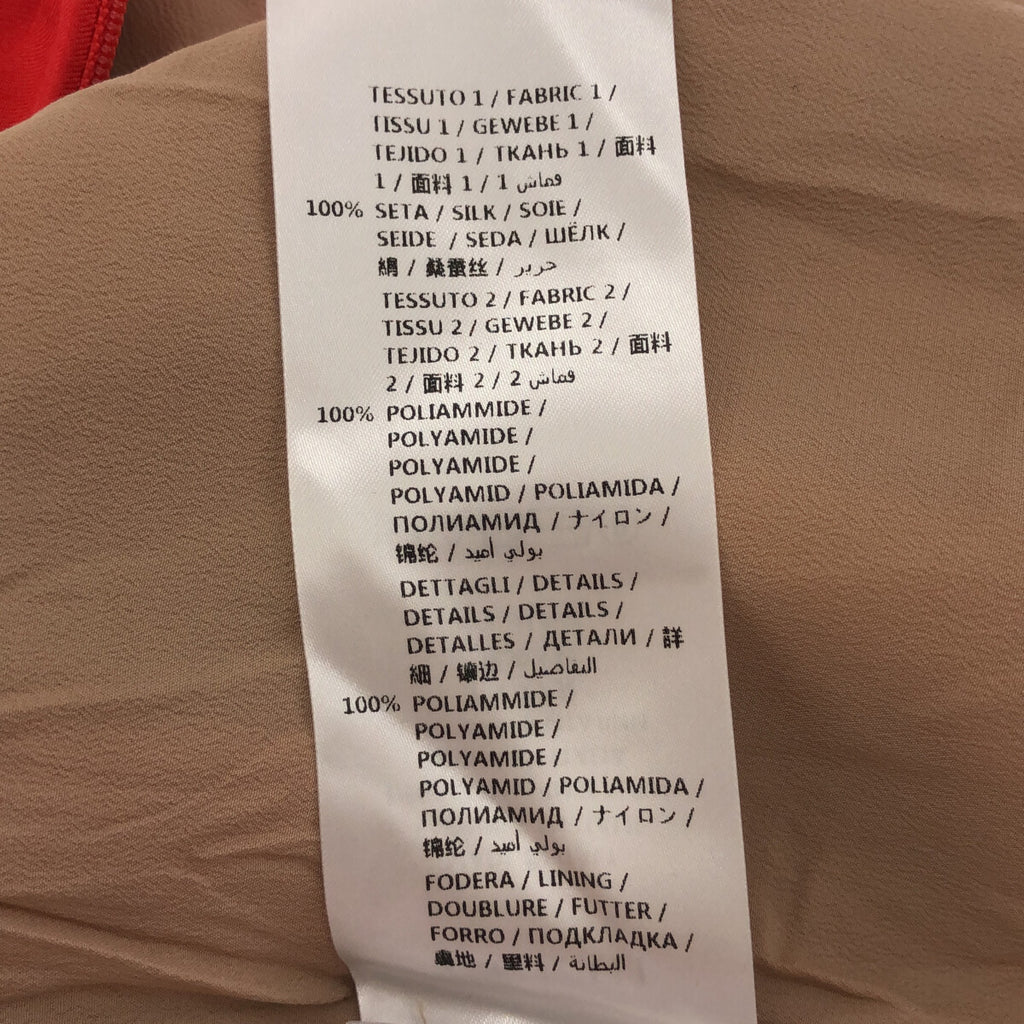 TESSUTO 1 / FABRIC 1 /
TISSU 1 / GEWEBE 1 /
TEJIDO 1 / ТКАНЬ 1 / 面料
1 / 面料 1 / 1 قماش
100% SETA / SILK / SOIE /
SEIDE / SEDA / ШЁЛК /
絹 / 桑蚕丝 / حرير
TESSUTO 2 / FABRIC 2 /
TISSU 2 / GEWEBE 2 /
TEJIDO 2 / ТКАНЬ 2 / 面料
2 / 面料 2 / 2 قماش
100% POLIAMMIDE /
POLYAMIDE /
POLYAMIDE /
POLYAMID / POLIAMIDA /
ПОЛИАМИД / ナイロン /
锦纶 / بولي أميد
DETTAGLI / DETAILS /
DETAILS / DETAILS /
DETALLES / ДЕТАЛИ / 詳
細 / 镶边 / التفاصيل
100% POLIAMMIDE /
POLYAMIDE /
POLYAMIDE /
POLYAMID / POLIAMIDA /
ПОЛИАМИД / ナイロン /
锦纶 / بولي أميد
FODERA / LINING /
DOUBLURE / FUTTER /
FORRO / ПОДКЛАДКА /
裏地 / 里料 / البطانة